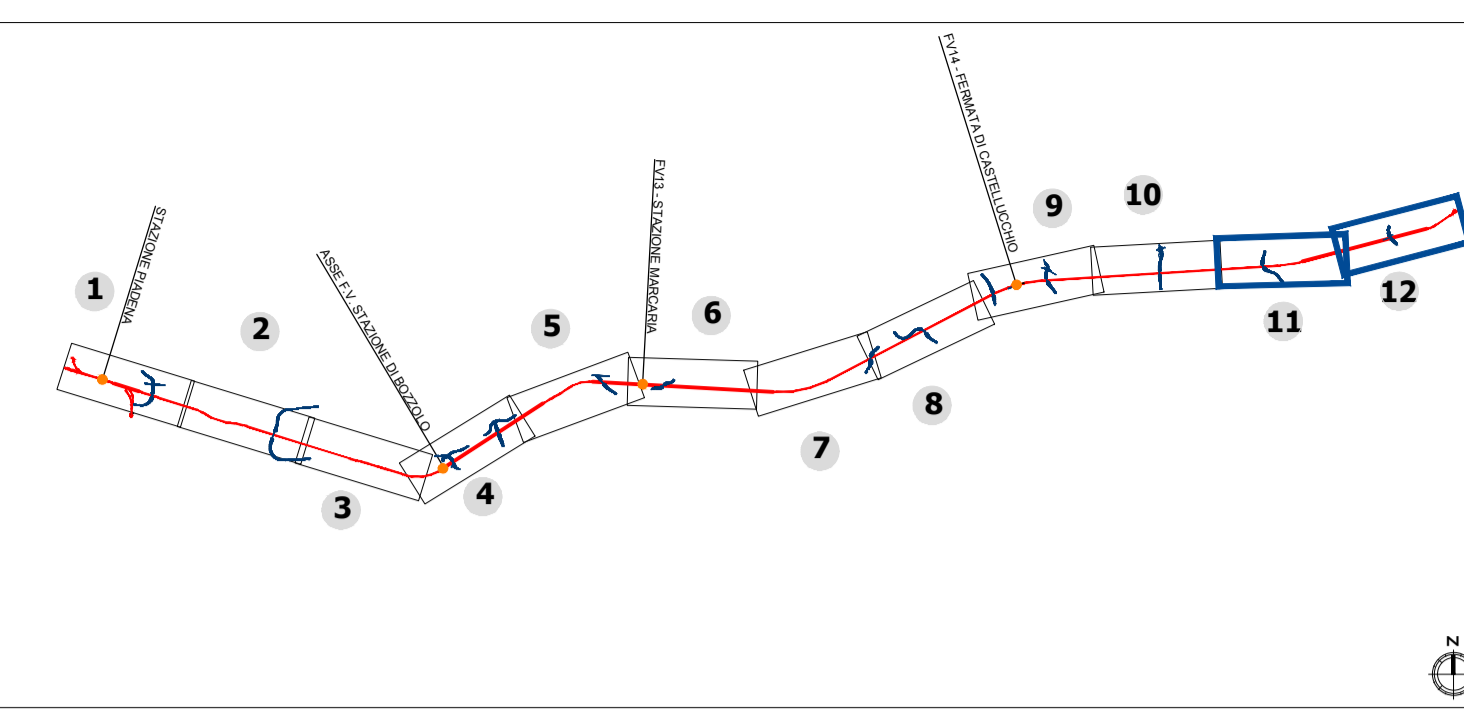 1
STAZIONE PIADENA
2
ASSE F.V - STAZIONE DI BOZZOLO
3
4
5
FV13 - STAZIONE MARCARIA
6
7
8
FV14 - FERMATA DI CASTELLUCCHIO
9
10
11
12
N